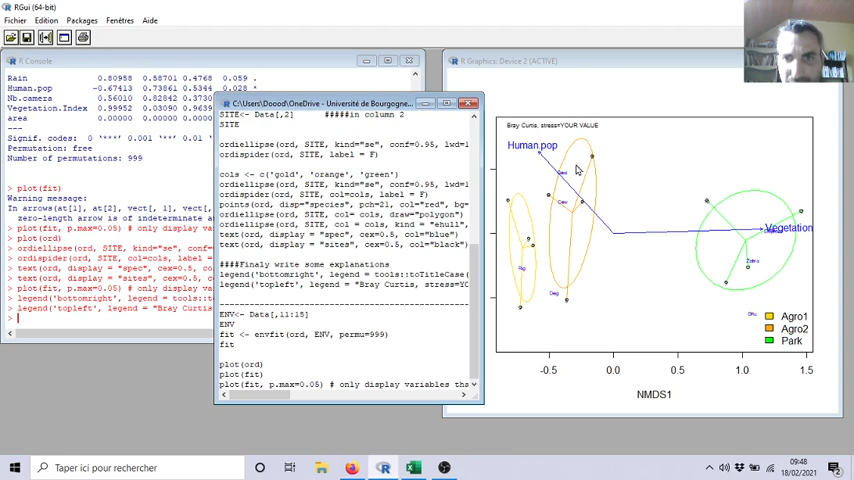 RGui (64-bit)
Fichier Edition Packages Fenêtres Aide
R Console
Rain 0.80958 0.58701 0.4768 0.059 .
Human.pop -0.67413 0.73861 0.5344 0.028 *
Nb.camera 0.56010 0.82842 0.3730
Vegetation.Index 0.99952 0.03090 0.9639
area 0.00000 0.00000 0.0000
---
Signif. codes: 0 ‘***’ 0.001 ‘**’ 0
Permutation: free
Number of permutations: 999
> plot(fit)
Warning message:
In arrows(at[1], at[2], vect[, 1], vect[,
zero-length arrow is of indeterminate a
> plot(fit, p.max=0.05) # only display var
> plot(ord)
> ordiellipse(ord, SITE, kind="se", conf=
> ordispider(ord, SITE, col=cols, label =
> text(ord, display = "spec", cex=0.5, col=
> text(ord, display = "sites", cex=0.5, co
> plot(fit, p.max=0.05) # only display var
> legend('bottomright', legend = tools::to
> legend('topleft', legend = "Bray Curtis,
>
C:\Users\Doood\OneDrive - Université de Bourgogne...
SITE<- Data[,2] #####in column 2
SITE
ordiellipse(ord, SITE, kind="se", conf=0.95, lwd=1
ordispider(ord, SITE, label = F)
cols <- c('gold', 'orange', 'green')
ordiellipse(ord, SITE, kind="se", conf=0.95, lwd=
ordispider(ord, SITE, col=cols, label = F)
points(ord, disp="species", pch=21, col="red", bg=
ordiellipse(ord, SITE, col= cols, draw="polygon")
ordiellipse(ord, SITE, col= cols, kind = "ehull",
text(ord, display = "spec", cex=0.5, col="blue")
text(ord, display = "sites", cex=0.5, col="black")
####Finaly write some explanations
legend('bottomright', legend = tools::toTitleCase(
legend('topleft', legend = "Bray Curtis, stress=YO
ENV<- Data[,11:15]
ENV
fit <- envfit(ord, ENV, permu=999)
fit
plot(ord)
plot(fit)
plot(fit, p.max=0.05) # only display variables tha
R Graphics: Device 2 (ACTIVE)
Bray Curtis, stress=YOUR VALUE
Human.pop
Vegetation
Agro1
Agro2
Park
-0.5 0.0 0.5 1.0 1.5
NMDS1
Taper ici pour rechercher
09:48
18/02/2021
2